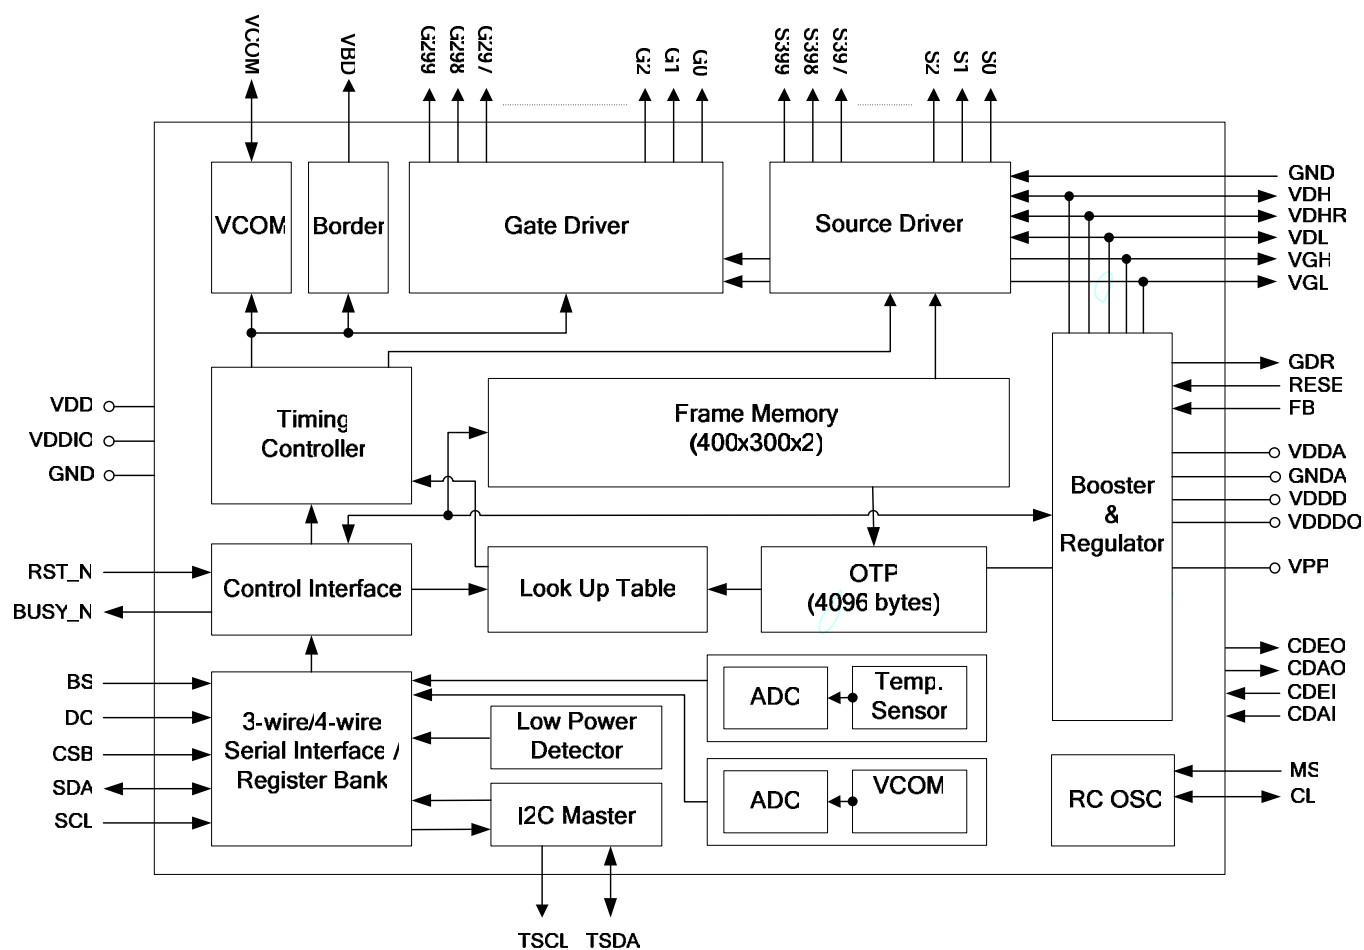 VCOM
VBD
G299
G298
G297
G2
G1
G0
S399
S398
S397
S2
S1
S0
VCOM
Border
Gate Driver
Source Driver
GND
VDH
VDHR
VDL
VGH
VGL
VDD
VDDIO
GND
Timing
Controller
Frame Memory
(400x300x2)
Booster
&
Regulator
GDR
RESE
FB
VDDA
GNDA
VDDD
VDDDO
VPP
RST_N
BUSY_N
Control Interface
Look Up Table
OTP
(4096 bytes)
CDEO
CDAO
CDEI
CDAI
BS
DC
CSB
SDA
SCL
3-wire/4-wire
Serial Interface /
Register Bank
Low Power
Detector
I2C Master
ADC
Temp.
Sensor
ADC
VCOM
RC OSC
MS
CL
TSCL
TSDA